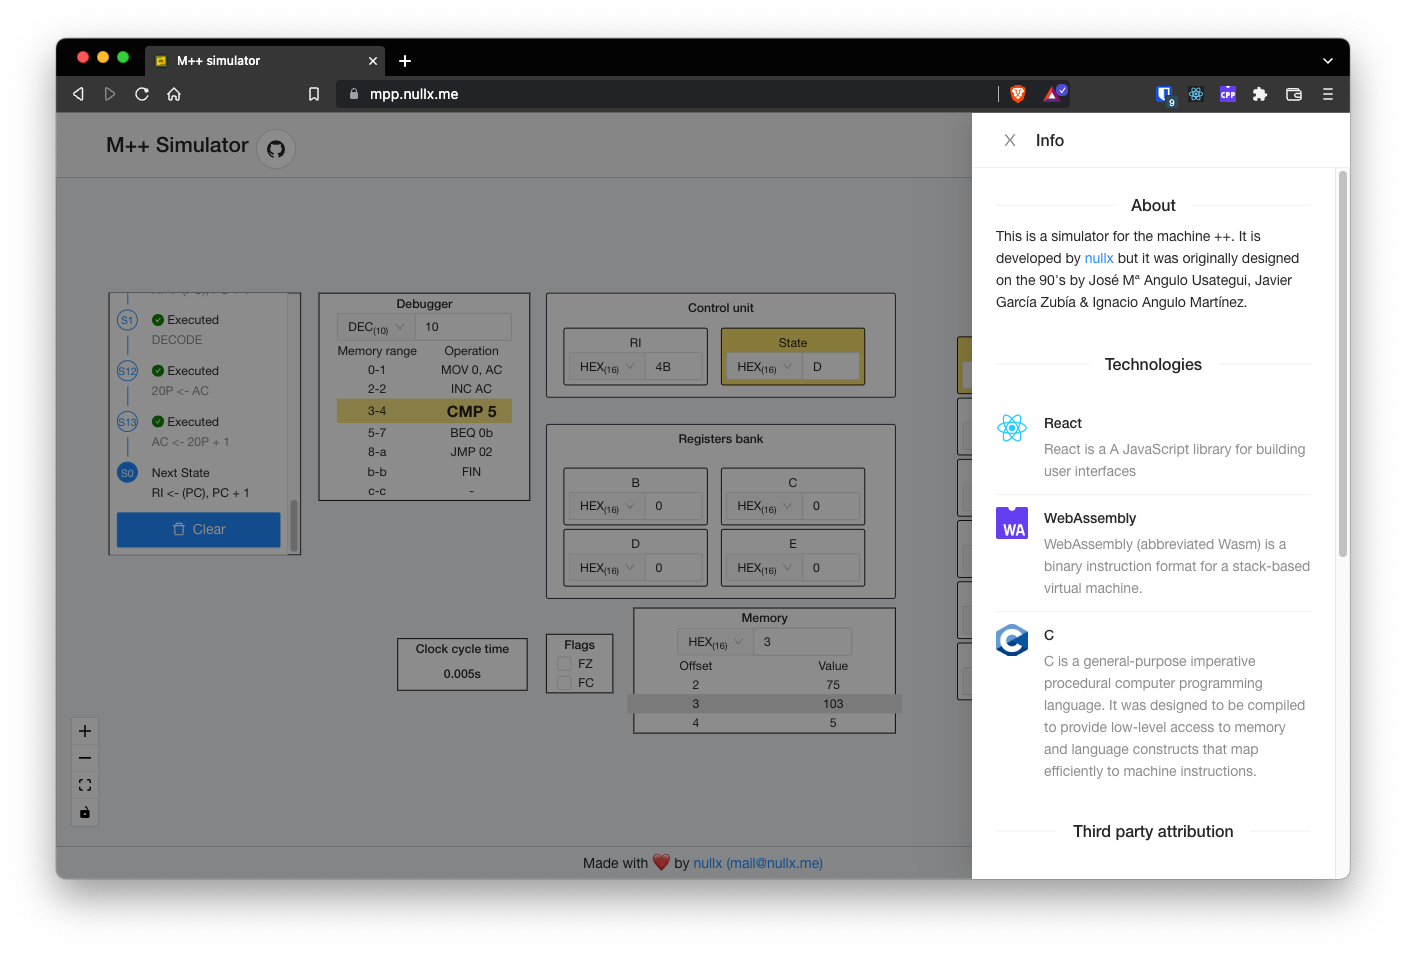 M++ simulator
mpp.nullx.me
9
CPP
M++ Simulator
S1
Executed
DECODE
S12
Executed
20P <- AC
S13
Executed
AC <- 20P + 1
S0
Next State
RI <- (PC), PC + 1
Clear
Debugger
DEC(10) 10
Memory range Operation
0-1 MOV 0, AC
2-2 INC AC
3-4 CMP 5
5-7 BEQ 0b
8-a JMP 02
b-b FIN
c-c -
Control unit
RI
HEX(16) 4B
State
HEX(16) D
Registers bank
B
HEX(16) 0
C
HEX(16) 0
D
HEX(16) 0
E
HEX(16) 0
Clock cycle time
0.005s
Flags
FZ
FC
Memory
HEX(16) 3
Offset Value
2 75
3 103
4 5
Made with ❤️ by nullx (mail@nullx.me)
X Info
About
This is a simulator for the machine ++. It is
developed by nullx but it was originally designed
on the 90's by José Mª Angulo Usategui, Javier
García Zubía & Ignacio Angulo Martínez.
Technologies
React
React is a A JavaScript library for building
user interfaces
WA
WebAssembly
WebAssembly (abbreviated Wasm) is a
binary instruction format for a stack-based
virtual machine.
C
C
C is a general-purpose imperative
procedural computer programming
language. It was designed to be compiled
to provide low-level access to memory
and language constructs that map
efficiently to machine instructions.
Third party attribution